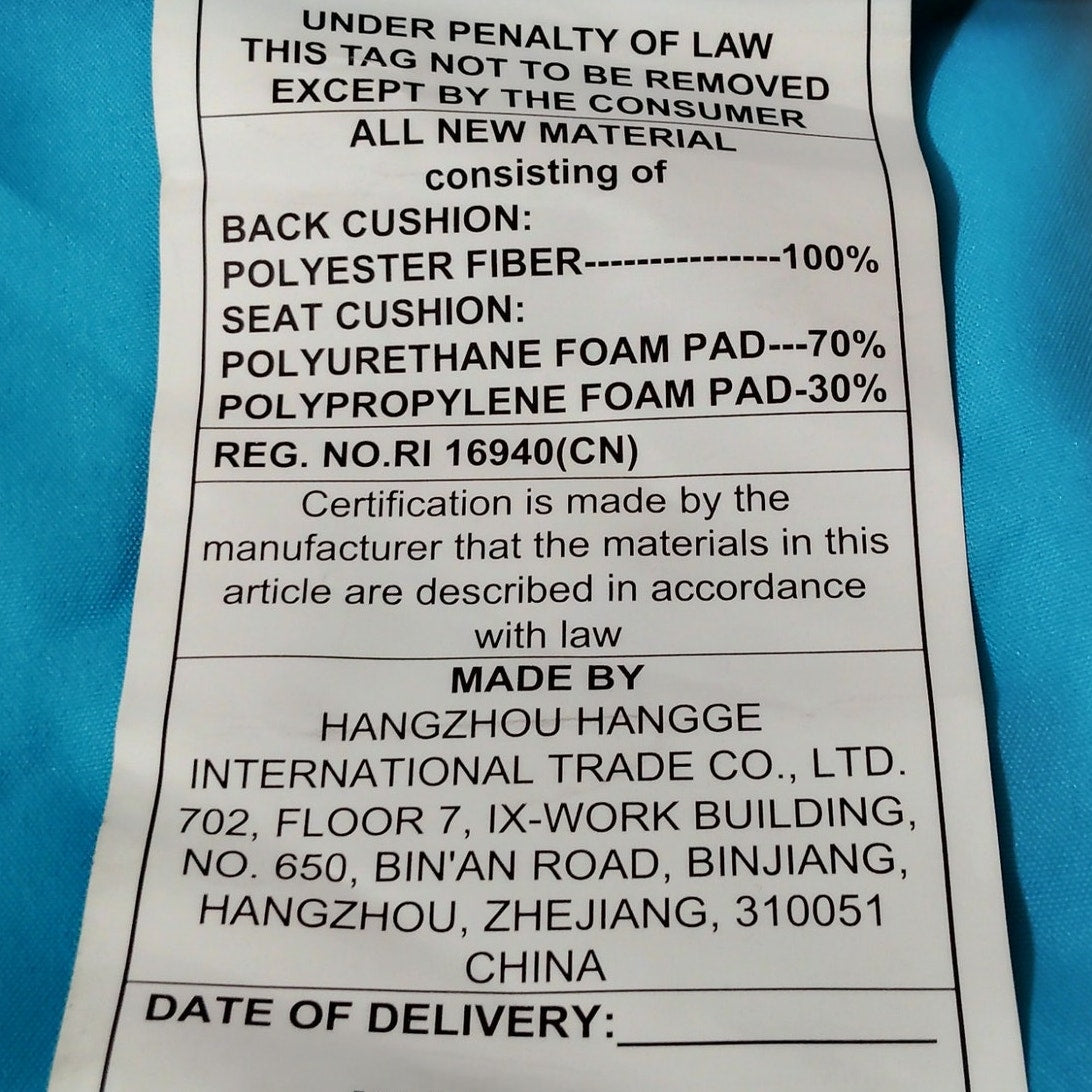 UNDER PENALTY OF LAW
THIS TAG NOT TO BE REMOVED
EXCEPT BY THE CONSUMER
ALL NEW MATERIAL
consisting of
BACK CUSHION:
POLYESTER FIBER---------------100%
SEAT CUSHION:
POLYURETHANE FOAM PAD---70%
POLYPROPYLENE FOAM PAD-30%
REG. NO.RI 16940(CN)
Certification is made by the
manufacturer that the materials in this
article are described in accordance
with law
MADE BY
HANGZHOU HANGGE
INTERNATIONAL TRADE CO., LTD.
702, FLOOR 7, IX-WORK BUILDING,
NO. 650, BIN'AN ROAD, BINJIANG,
HANGZHOU, ZHEJIANG, 310051
CHINA
DATE OF DELIVERY: